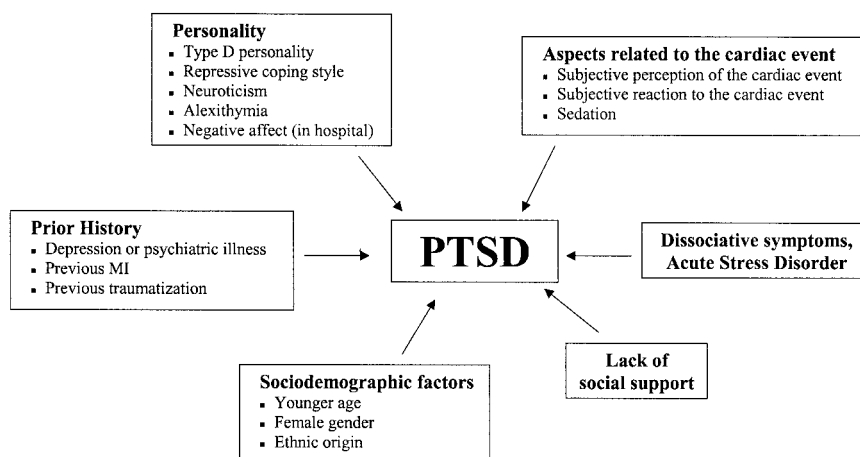 Personality
▪ Type D personality
▪ Repressive coping style
▪ Neuroticism
▪ Alexithymia
▪ Negative affect (in hospital)
Aspects related to the cardiac event
▪ Subjective perception of the cardiac event
▪ Subjective reaction to the cardiac event
▪ Sedation
Prior History
▪ Depression or psychiatric illness
▪ Previous MI
▪ Previous traumatization
PTSD
Dissociative symptoms,
Acute Stress Disorder
Sociodemographic factors
▪ Younger age
▪ Female gender
▪ Ethnic origin
Lack of
social support